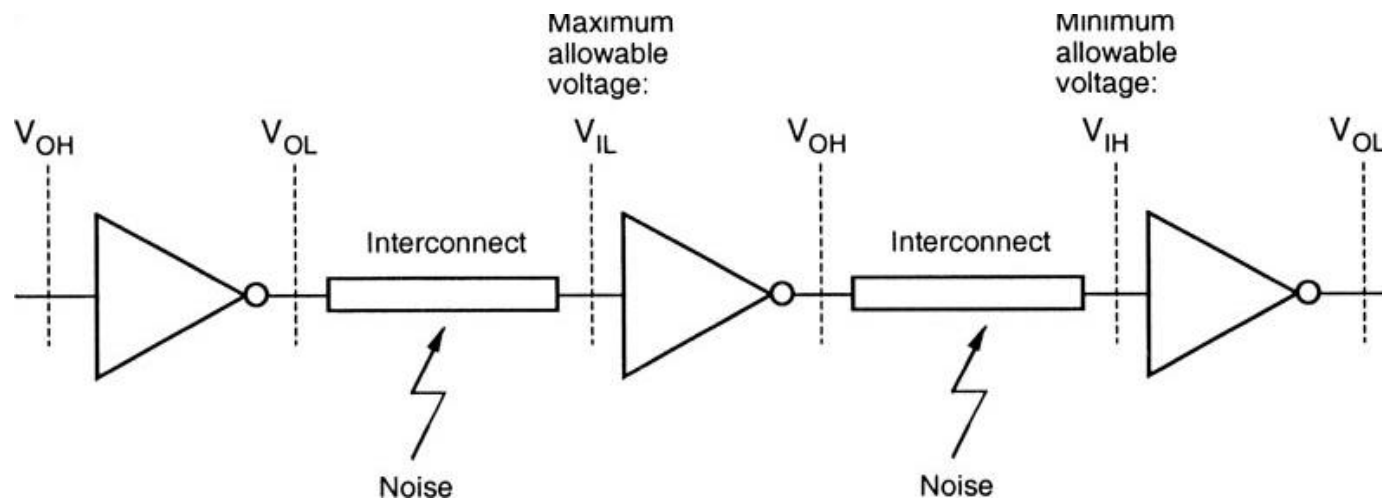 Maximum
allowable
voltage:
Minimum
allowable
voltage:
V_OH
V_OL
V_IL
V_OH
V_IH
V_OL
Interconnect
Interconnect
Noise
Noise